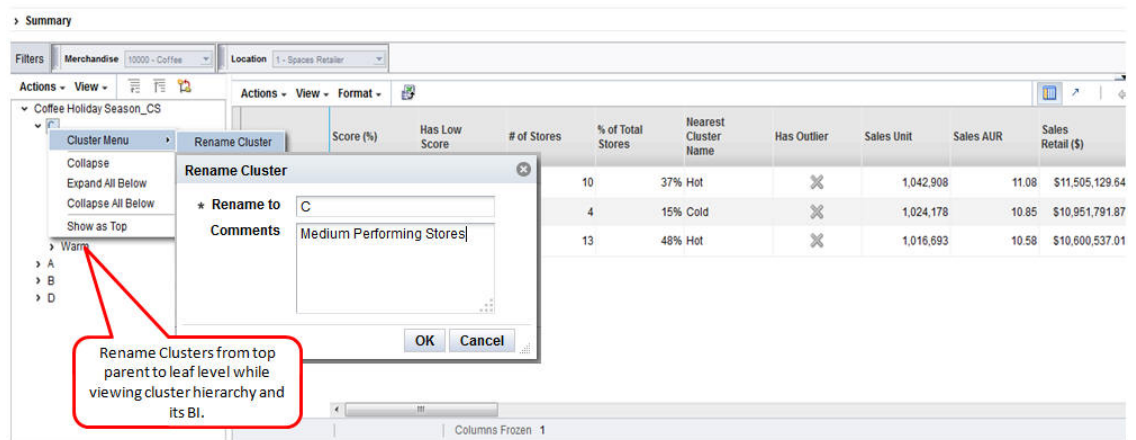 Summary
Filters Merchandise 10000 - Coffee Location 1 - Spaces Retailer
Actions View
Actions View Format
Coffee Holiday Season_CS
C
Cluster Menu
Rename Cluster
Collapse
Expand All Below
Collapse All Below
Show as Top
Warm
A
B
D
Score (%) Has Low Score # of Stores % of Total Stores Nearest Cluster Name Has Outlier Sales Unit Sales AUR Sales Retail ($)
10 37% Hot 1,042,908 11.08 $11,505,129.64
4 15% Cold 1,024,178 10.85 $10,951,791.87
13 48% Hot 1,016,693 10.58 $10,600,537.01
Rename Cluster
* Rename to C
Comments Medium Performing Stores
OK Cancel
Rename Clusters from top
parent to leaf level while
viewing cluster hierarchy and
its BI.
Columns Frozen 1